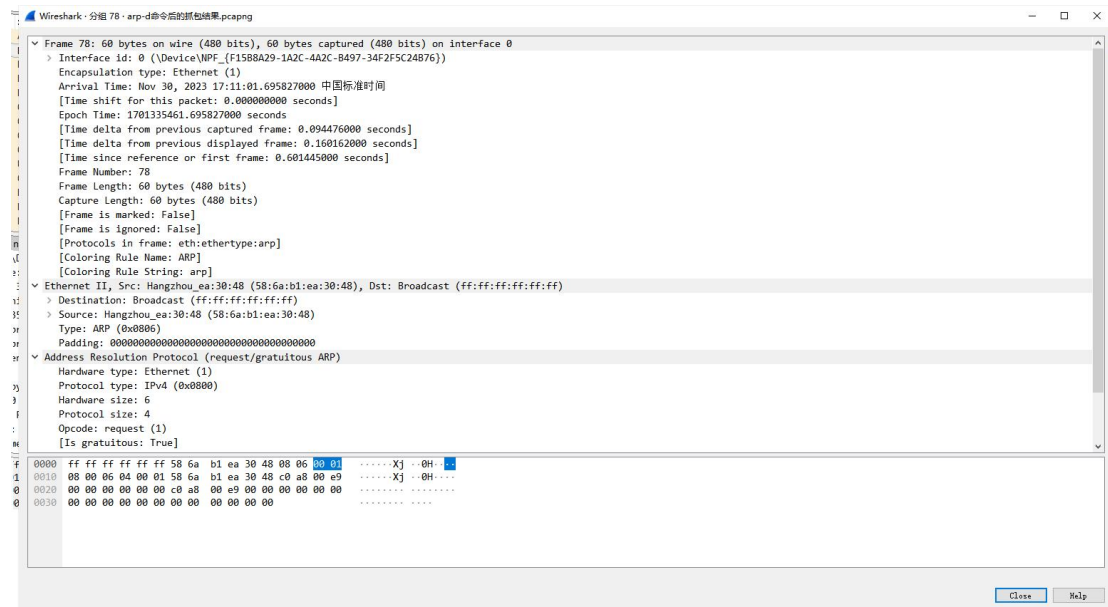 Wireshark · 分组 78 · arp-d命令后的抓包结果.pcapng
Frame 78: 60 bytes on wire (480 bits), 60 bytes captured (480 bits) on interface 0
Interface id: 0 (\Device\NPF_{F15B8A29-1A2C-4A2C-B497-34F2F5C24B76})
Encapsulation type: Ethernet (1)
Arrival Time: Nov 30, 2023 17:11:01.695827000 中国标准时间
[Time shift for this packet: 0.000000000 seconds]
Epoch Time: 1701335461.695827000 seconds
[Time delta from previous captured frame: 0.094476000 seconds]
[Time delta from previous displayed frame: 0.160162000 seconds]
[Time since reference or first frame: 0.601445000 seconds]
Frame Number: 78
Frame Length: 60 bytes (480 bits)
Capture Length: 60 bytes (480 bits)
[Frame is marked: False]
[Frame is ignored: False]
[Protocols in frame: eth:ethertype:arp]
[Coloring Rule Name: ARP]
[Coloring Rule String: arp]
Ethernet II, Src: Hangzhou_ea:30:48 (58:6a:b1:ea:30:48), Dst: Broadcast (ff:ff:ff:ff:ff:ff)
Destination: Broadcast (ff:ff:ff:ff:ff:ff)
Source: Hangzhou_ea:30:48 (58:6a:b1:ea:30:48)
Type: ARP (0x0806)
Padding: 000000000000000000000000000000000000
Address Resolution Protocol (request/gratuitous ARP)
Hardware type: Ethernet (1)
Protocol type: IPv4 (0x0800)
Hardware size: 6
Protocol size: 4
Opcode: request (1)
[Is gratuitous: True]
0000 ff ff ff ff ff ff 58 6a b1 ea 30 48 08 06 00 01 ······Xj ··0H····
0010 08 00 06 04 00 01 58 6a b1 ea 30 48 c0 a8 00 e9 ······Xj ··0H····
0020 00 00 00 00 00 00 c0 a8 00 e9 00 00 00 00 00 00 ········ ········
0030 00 00 00 00 00 00 00 00 00 00 00 00 ········ ····
Close Help